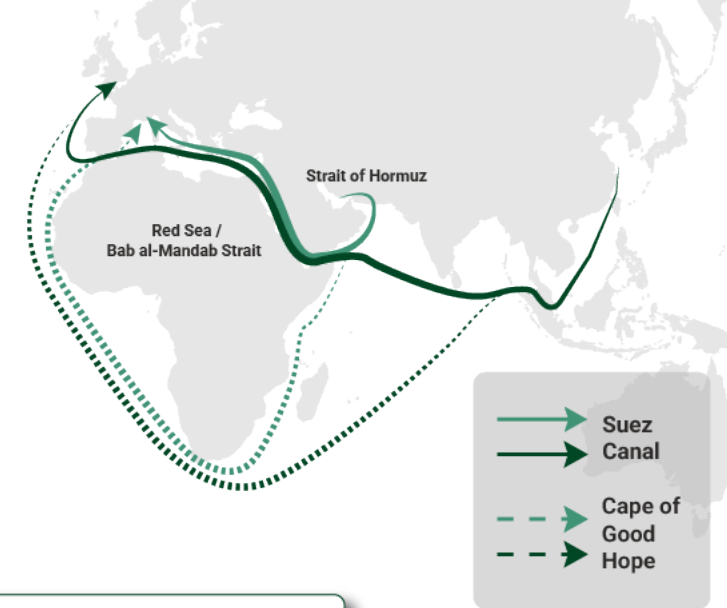 Strait of Hormuz
Red Sea /
Bab al-Mandab Strait
Suez
Canal
Cape of
Good
Hope